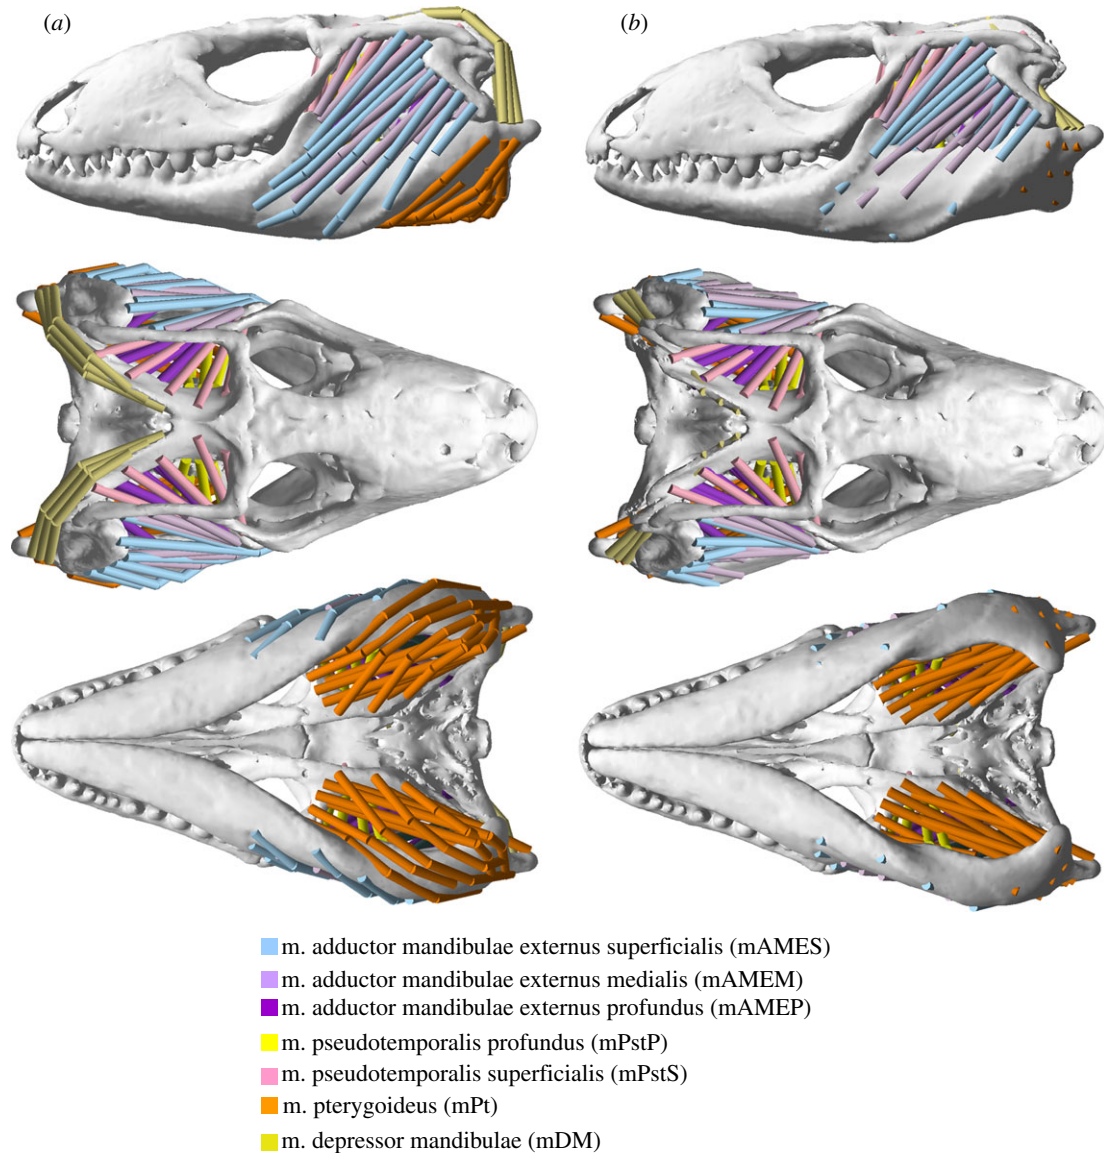 (a)
(b)
m. adductor mandibulae externus superficialis (mAMES)
m. adductor mandibulae externus medialis (mAMEM)
m. adductor mandibulae externus profundus (mAMEP)
m. pseudotemporalis profundus (mPstP)
m. pseudotemporalis superficialis (mPstS)
m. pterygoideus (mPt)
m. depressor mandibulae (mDM)